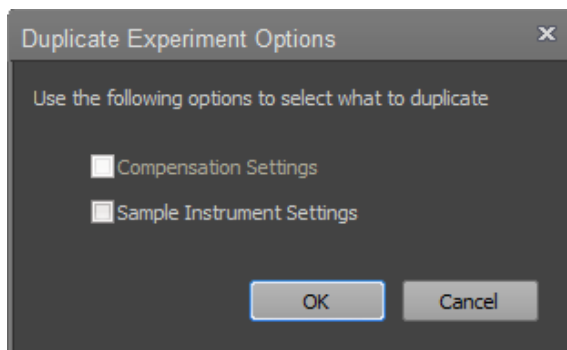 Duplicate Experiment Options
Use the following options to select what to duplicate
Compensation Settings
Sample Instrument Settings
OK Cancel